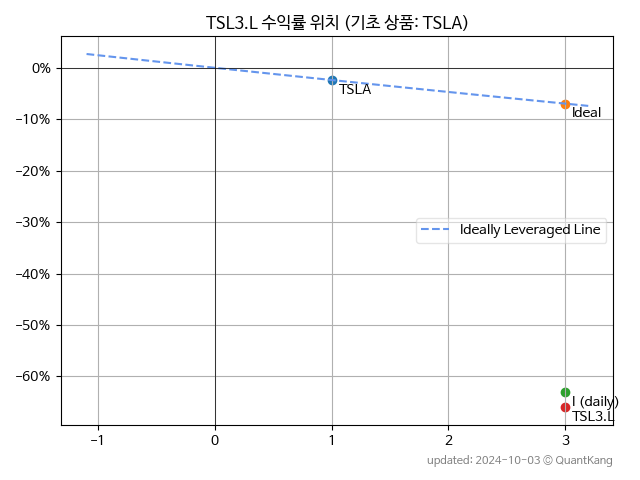 TSL3.L 수익률 위치 (기초 상품: TSLA)
0%
−10%
−20%
−30%
−40%
−50%
−60%
TSLA
Ideal
Ideally Leveraged Line
I (daily)
TSL3.L
−1
0
1
2
3
updated: 2024-10-03 © QuantKang